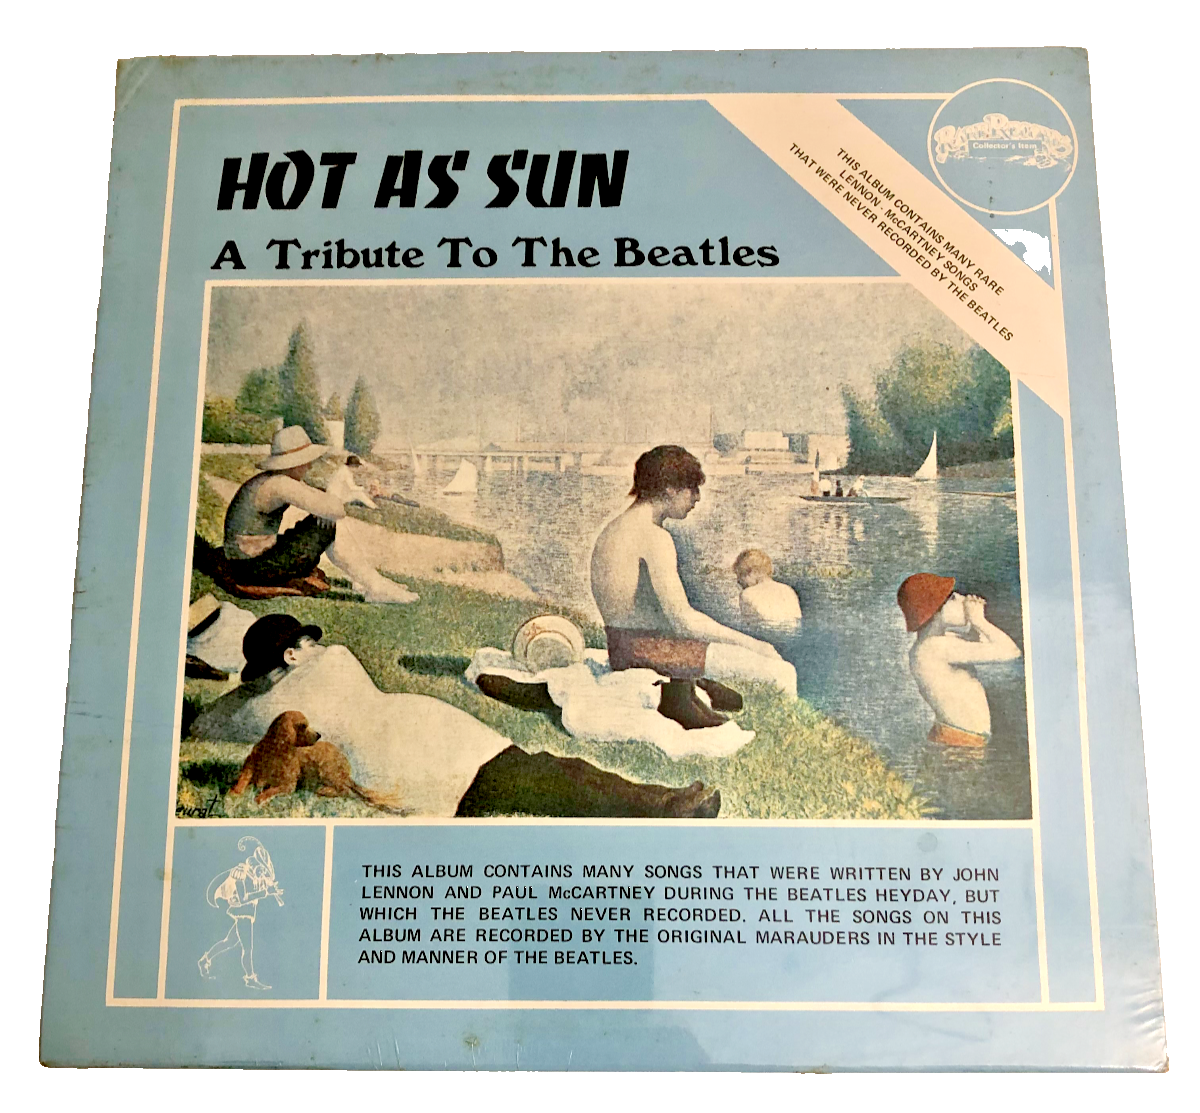 Rare Records
Collector's Item
THIS ALBUM CONTAINS MANY RARE
LENNON - McCARTNEY SONGS
THAT WERE NEVER RECORDED BY THE BEATLES
HOT AS SUN
A Tribute To The Beatles
eurat
THIS ALBUM CONTAINS MANY SONGS THAT WERE WRITTEN BY JOHN
LENNON AND PAUL McCARTNEY DURING THE BEATLES HEYDAY, BUT
WHICH THE BEATLES NEVER RECORDED. ALL THE SONGS ON THIS
ALBUM ARE RECORDED BY THE ORIGINAL MARAUDERS IN THE STYLE
AND MANNER OF THE BEATLES.